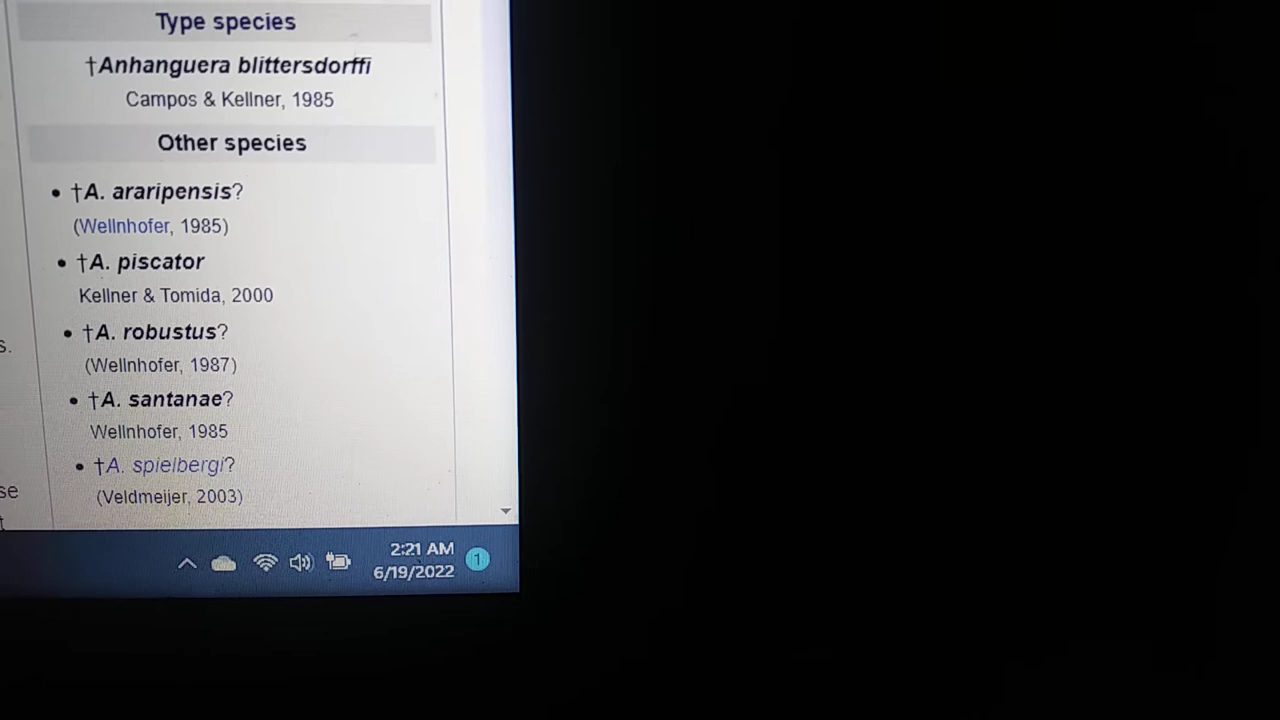 Type species
†Anhanguera blittersdorffi
Campos & Kellner, 1985
Other species
• †A. araripensis?
(Wellnhofer, 1985)
• †A. piscator
Kellner & Tomida, 2000
• †A. robustus?
(Wellnhofer, 1987)
s.
• †A. santanae?
Wellnhofer, 1985
• †A. spielbergi?
se
(Veldmeijer, 2003)
t
2:21 AM
6/19/2022
1